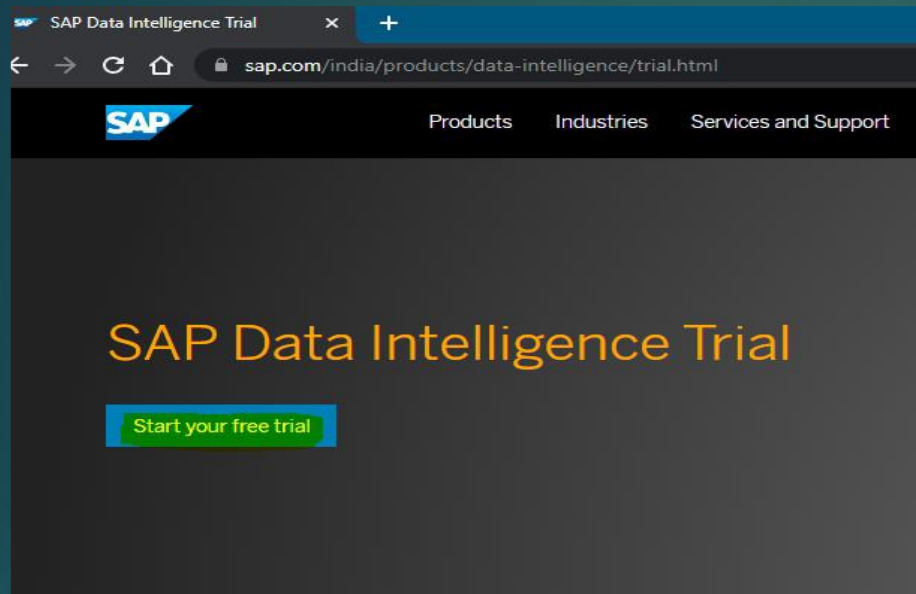 SAP SAP Data Intelligence Trial
sap.com/india/products/data-intelligence/trial.html
SAP Products Industries Services and Support
SAP Data Intelligence Trial
Start your free trial